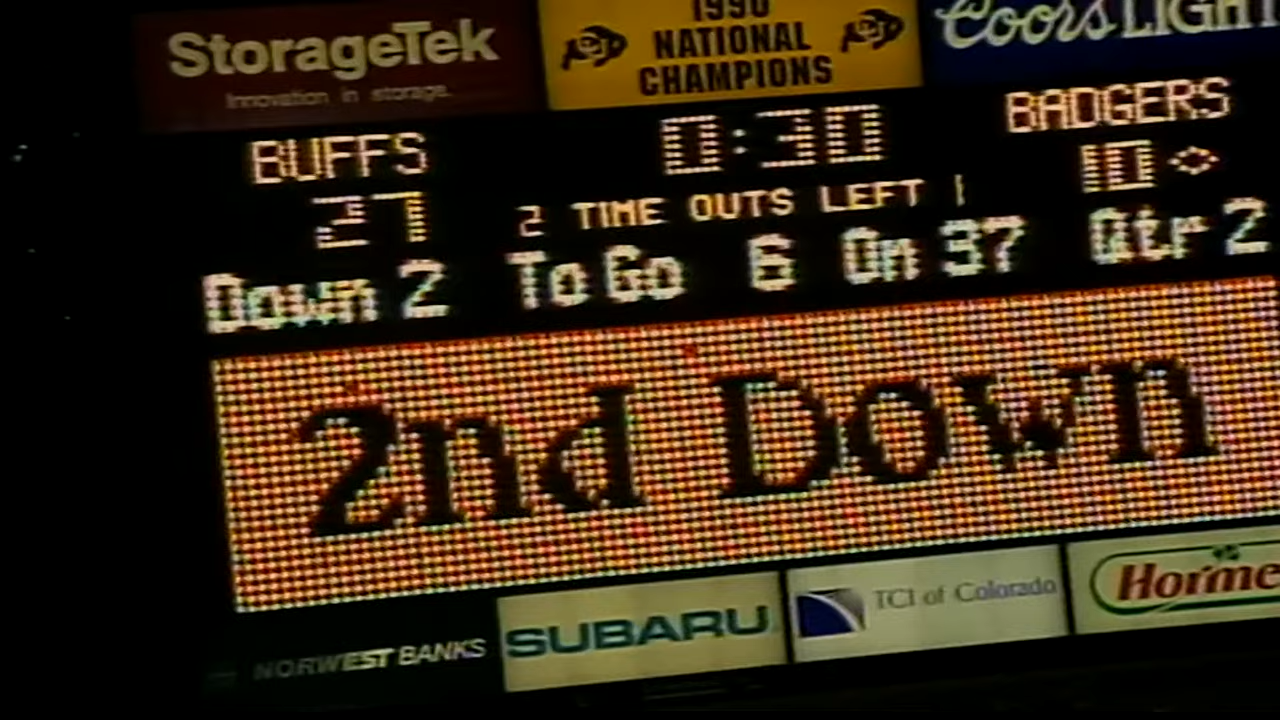 StorageTek
Innovation in storage.
1990
NATIONAL
CHAMPIONS
Coors LIGHT
BUFFS 0:30 BADGERS
27 10
2 TIME OUTS LEFT 1
Down 2 To Go 6 On 37 Qtr 2
2nd Down
NORWEST BANKS
SUBARU
TCI of Colorado
Horme